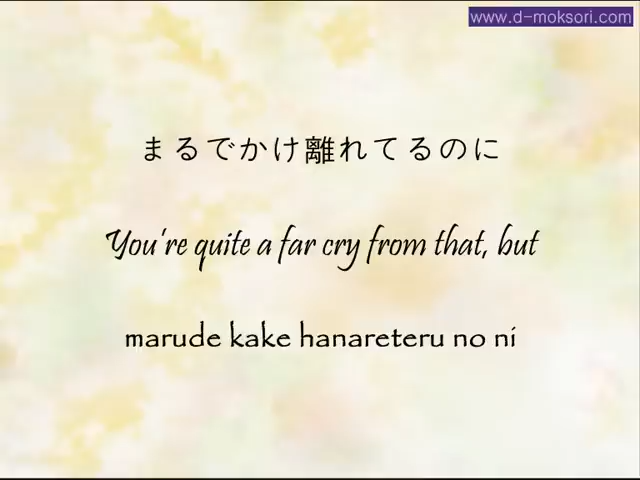 www.d-moksori.com
まるでかけ離れてるのに
You're quite a far cry from that, but
marude kake hanareteru no ni